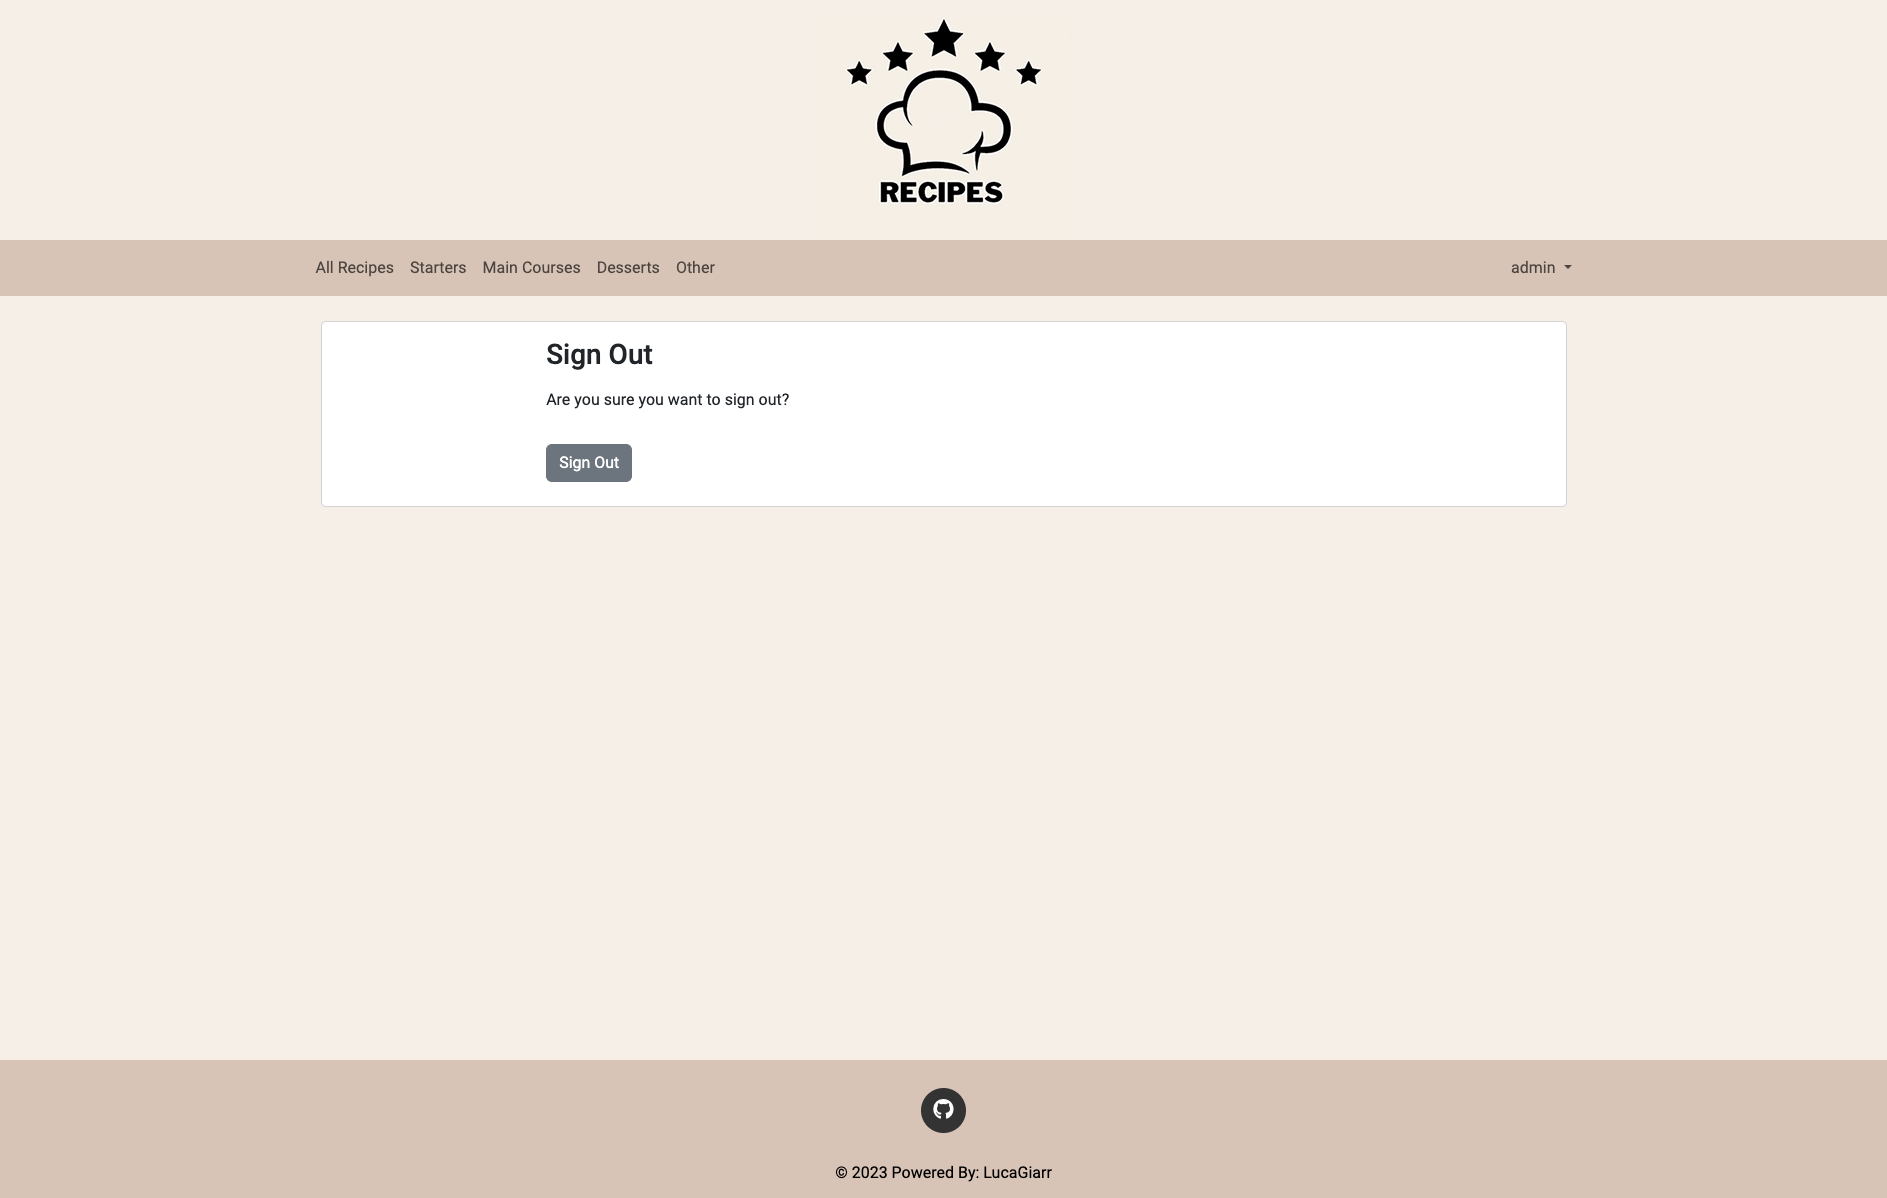 RECIPES
All Recipes Starters Main Courses Desserts Other admin
Sign Out
Are you sure you want to sign out?
Sign Out
© 2023 Powered By: LucaGiarr